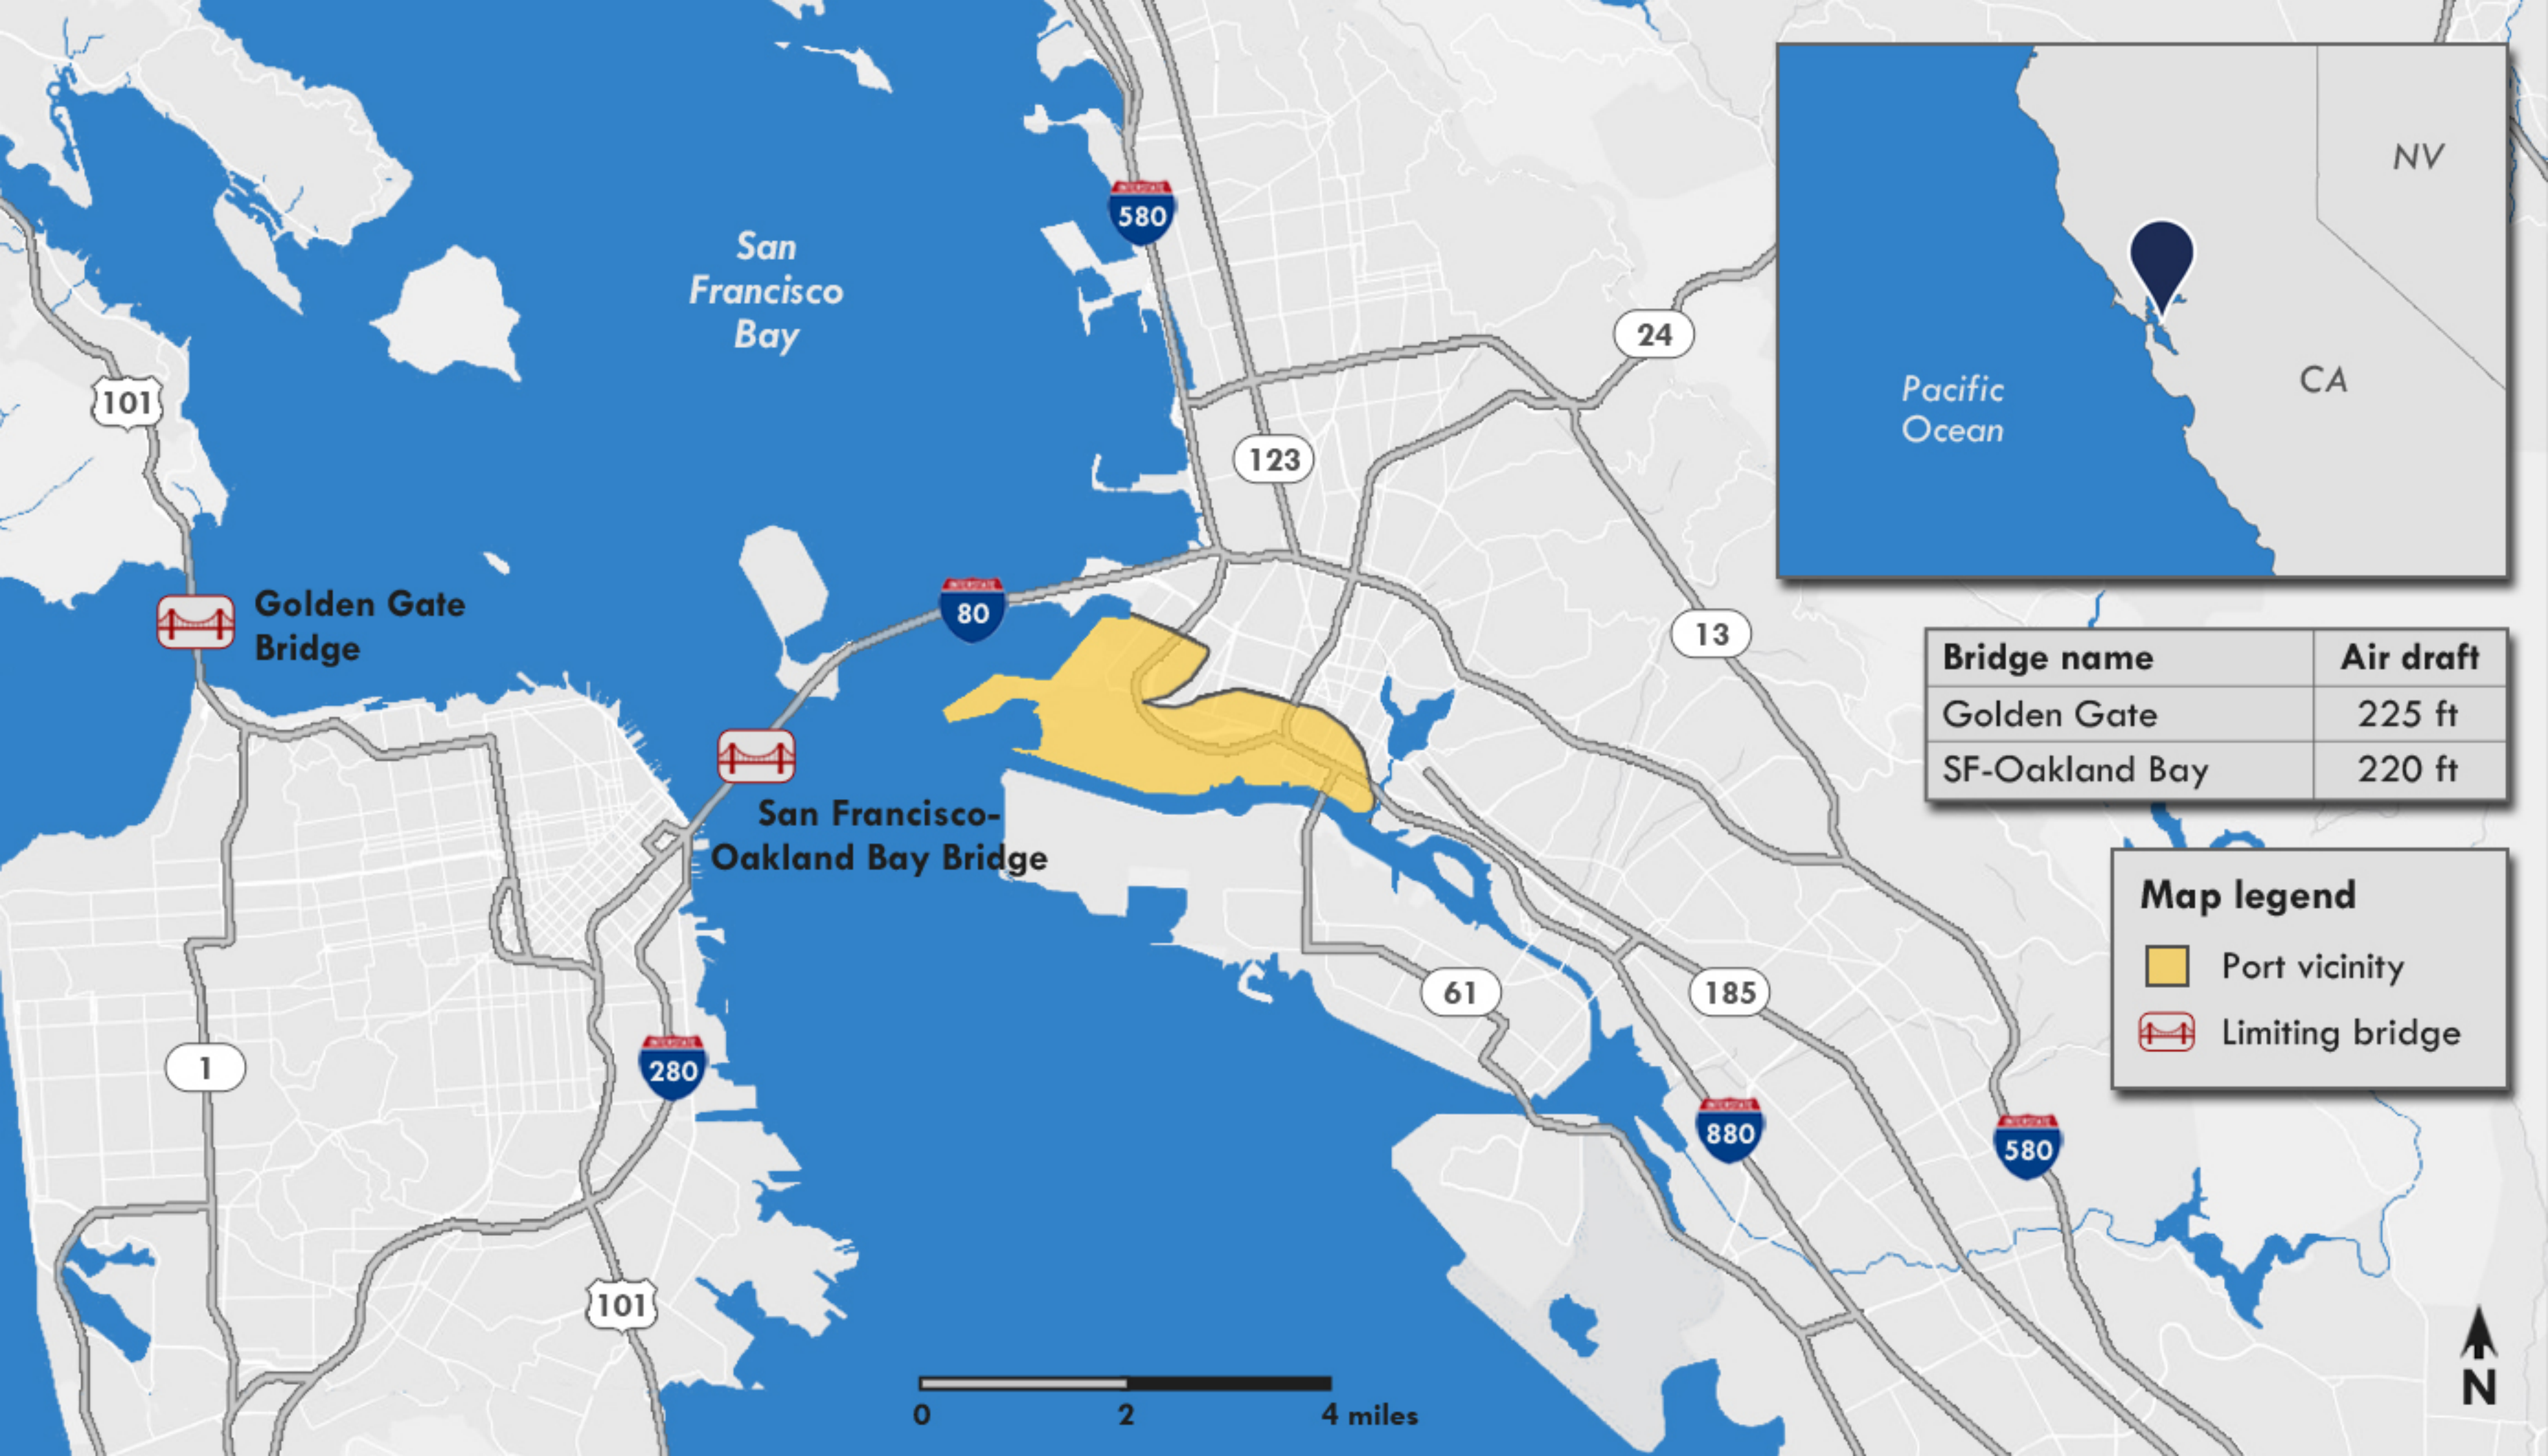 580
San
Francisco
Bay
NV
Pacific
Ocean
CA
24
101
123
80
Golden Gate
Bridge
13
Bridge name Air draft
Golden Gate 225 ft
SF-Oakland Bay 220 ft
San Francisco-
Oakland Bay Bridge
Map legend
Port vicinity
Limiting bridge
61
185
1
280
880
580
101
0 2 4 miles
N